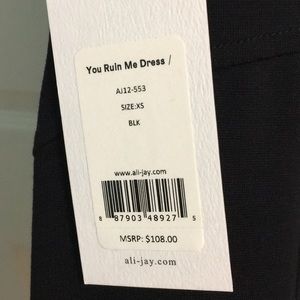 You Ruin Me Dress /
AJ12-553
SIZE:XS
BLK
www.ali-jay.com
8 87903 48927 5
MSRP: $108.00
ali-jay.com